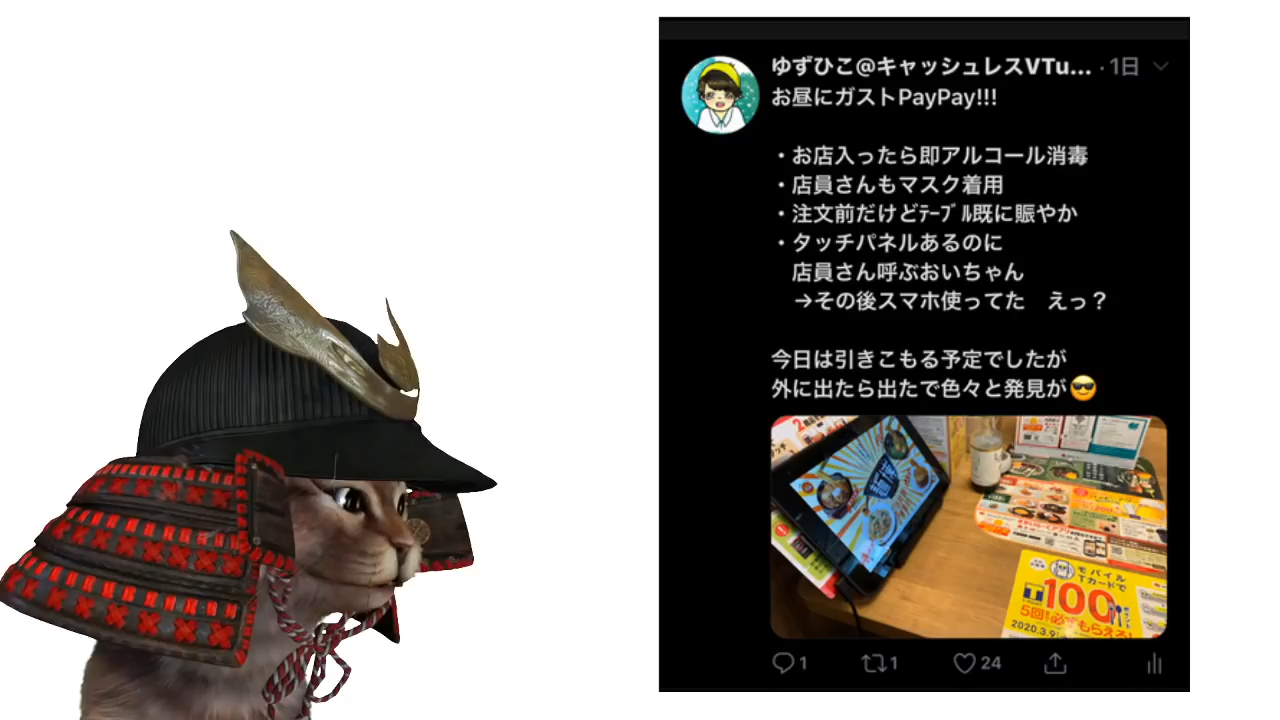 ゆずひこ@キャッシュレスVTu... ・1日
お昼にガストPayPay!!!
・お店入ったら即アルコール消毒
・店員さんもマスク着用
・注文前だけどﾃｰﾌﾞﾙ既に賑やか
・タッチパネルあるのに
店員さん呼ぶおいちゃん
→その後スマホ使ってた　えっ？
今日は引きこもる予定でしたが
外に出たら出たで色々と発見が😎
モバイル
Tカードで
100
5回
必ず
もらえる!
2020.3.9
1 1 24